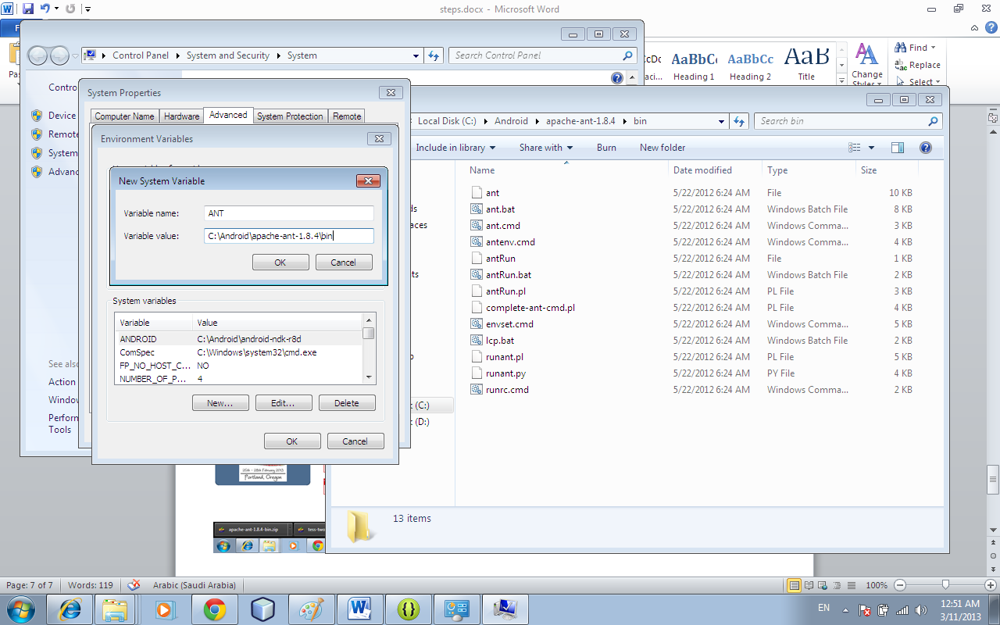 steps.docx - Microsoft Word
F
Pas
AaBbCc
AaBbCc
AaB
Heading 1
Heading 2
Title
Change
Styles
Find
Replace
Select
Control Panel
System and Security
System
Search Control Panel
Contro
Device
Remote
System
Advanc
See also
Action
Window
Perform
Tools
System Properties
Computer Name
Hardware
Advanced
System Protection
Remote
Environment Variables
New System Variable
Variable name:
ANT
Variable value:
C:\Android\apache-ant-1.8.4\bin
OK
Cancel
System variables
Variable
Value
ANDROID
C:\Android\android-ndk-r8d
ComSpec
C:\Windows\system32\cmd.exe
FP_NO_HOST_C...
NO
NUMBER_OF_P...
4
New...
Edit...
Delete
OK
Cancel
Local Disk (C:)
Android
apache-ant-1.8.4
bin
Search bin
Include in library
Share with
Burn
New folder
Name
Date modified
Type
Size
ant 5/22/2012 6:24 AM File 10 KB
ant.bat 5/22/2012 6:24 AM Windows Batch File 8 KB
ant.cmd 5/22/2012 6:24 AM Windows Comma... 4 KB
antenv.cmd 5/22/2012 6:24 AM Windows Comma... 4 KB
antRun 5/22/2012 6:24 AM File 1 KB
antRun.bat 5/22/2012 6:24 AM Windows Batch File 2 KB
antRun.pl 5/22/2012 6:24 AM PL File 3 KB
complete-ant-cmd.pl 5/22/2012 6:24 AM PL File 4 KB
envset.cmd 5/22/2012 6:24 AM Windows Comma... 5 KB
lcp.bat 5/22/2012 6:24 AM Windows Batch File 2 KB
runant.pl 5/22/2012 6:24 AM PL File 5 KB
runant.py 5/22/2012 6:24 AM PY File 4 KB
runrc.cmd 5/22/2012 6:24 AM Windows Comma... 2 KB
(C:)
(D:)
13 items
Portland, Oregon
apache-ant-1.8.4-bin.zip
tess-two
Page: 7 of 7
Words: 119
Arabic (Saudi Arabia)
100%
EN
12:51 AM
3/11/2013